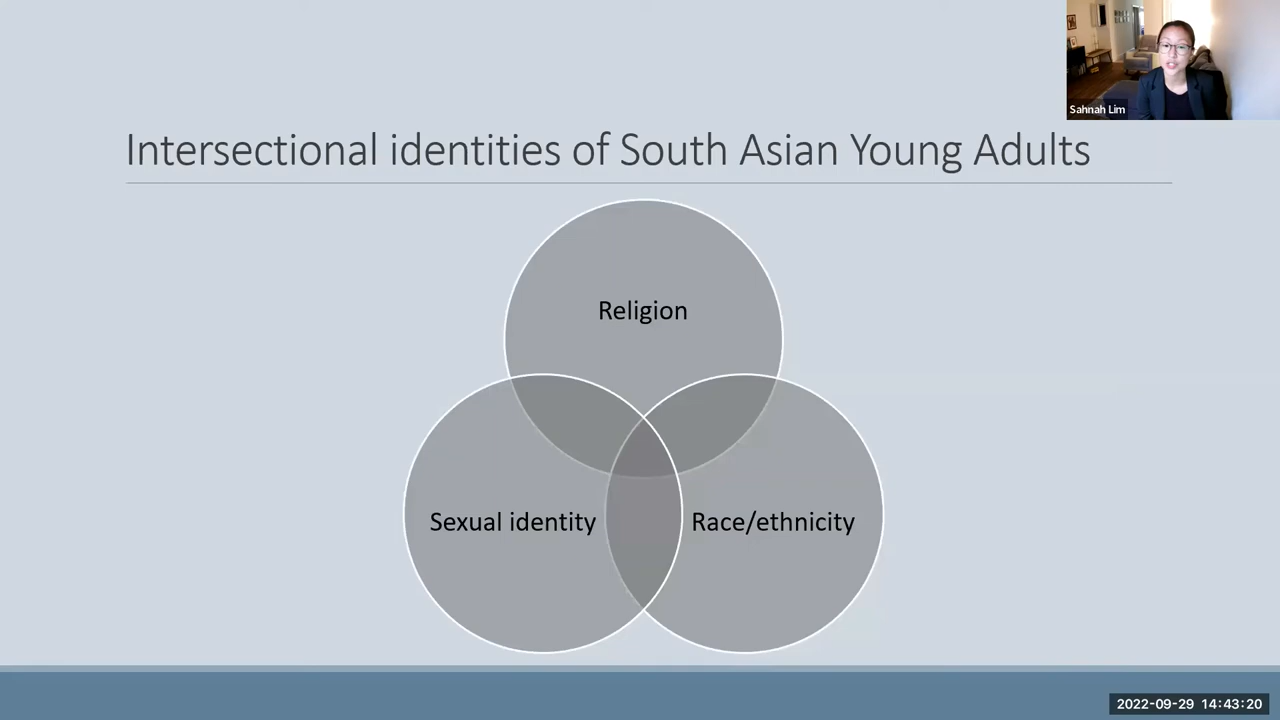 Sahnah Lim
Intersectional identities of South Asian Young Adults
Religion
Sexual identity
Race/ethnicity
2022-09-29 14:43:20